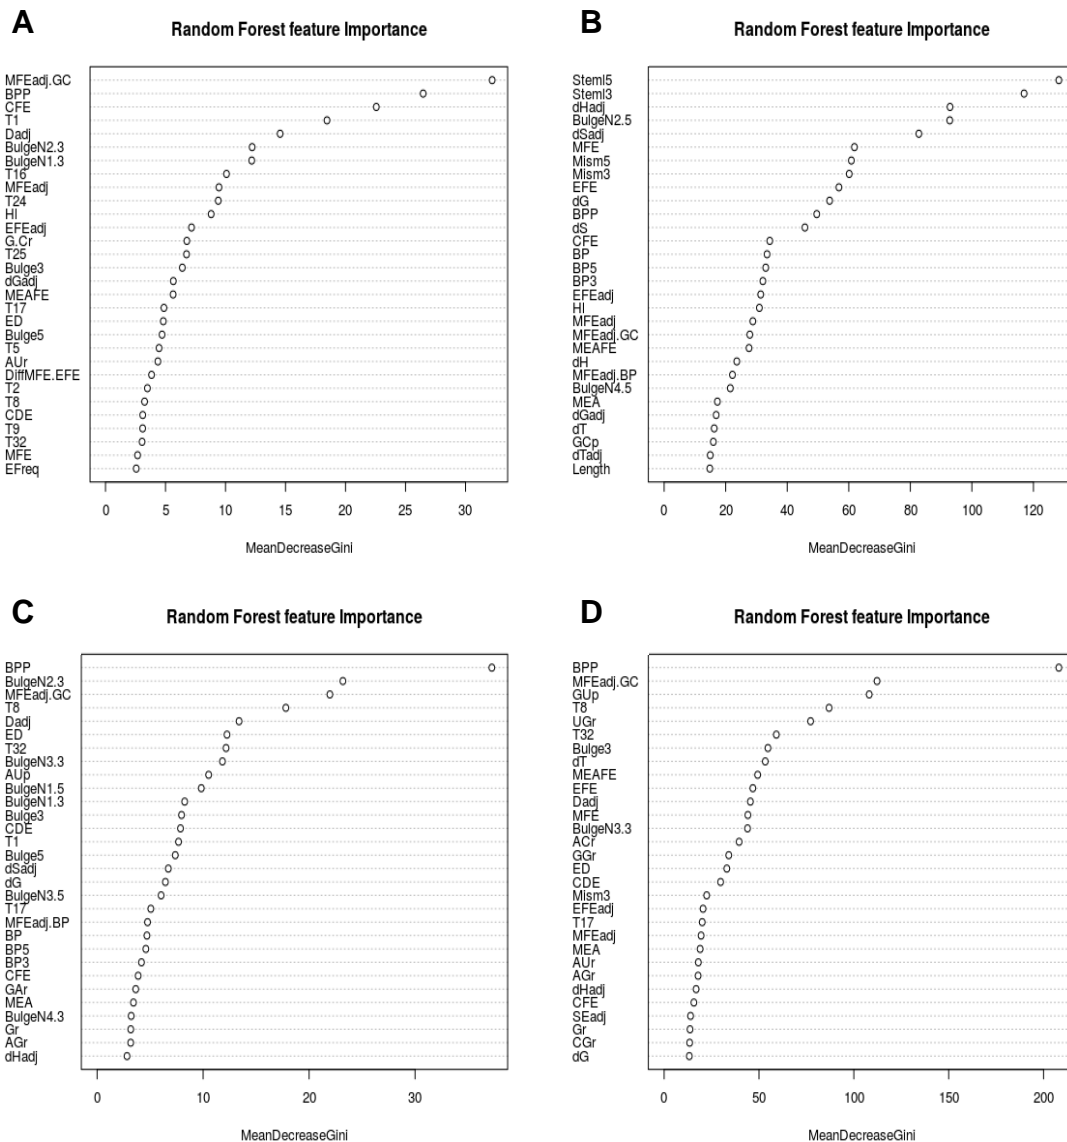 A
Random Forest feature Importance
MFEadj.GC
BPP
CFE
T1
Dadj
BulgeN2.3
BulgeN1.3
T16
MFEadj
T24
HI
EFEadj
G.Cr
T25
Bulge3
dGadj
MEAFE
T17
ED
Bulge5
T5
AUr
DiffMFE.EFE
T2
T8
CDE
T9
T32
MFE
EFreq
0 5 10 15 20 25 30
MeanDecreaseGini
B
Random Forest feature Importance
Steml5
Steml3
dHadj
BulgeN2.5
dSadj
MFE
Mism5
Mism3
EFE
dG
BPP
dS
CFE
BP
BP5
BP3
EFEadj
HI
MFEadj
MFEadj.GC
MEAFE
dH
MFEadj.BP
BulgeN4.5
MEA
dGadj
dT
GCp
dTadj
Length
0 20 40 60 80 100 120
MeanDecreaseGini
C
Random Forest feature Importance
BPP
BulgeN2.3
MFEadj.GC
T8
Dadj
ED
T32
BulgeN3.3
AUp
BulgeN1.5
BulgeN1.3
Bulge3
CDE
T1
Bulge5
dSadj
dG
BulgeN3.5
T17
MFEadj.BP
BP
BP5
BP3
CFE
GAr
MEA
BulgeN4.3
Gr
AGr
dHadj
0 10 20 30
MeanDecreaseGini
D
Random Forest feature Importance
BPP
MFEadj.GC
GUp
T8
UGr
T32
Bulge3
dT
MEAFE
EFE
Dadj
MFE
BulgeN3.3
ACr
GGr
ED
CDE
Mism3
EFEadj
T17
MFEadj
MEA
AUr
AGr
dHadj
CFE
SEadj
Gr
CGr
dG
0 50 100 150 200
MeanDecreaseGini